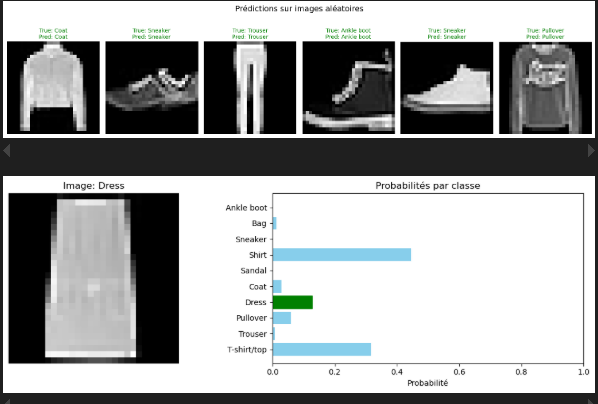 Prédictions sur images aléatoires
True: Coat
Pred: Coat
True: Sneaker
Pred: Sneaker
True: Trouser
Pred: Trouser
True: Ankle boot
Pred: Ankle boot
True: Sneaker
Pred: Sneaker
True: Pullover
Pred: Pullover
Image: Dress
Probabilités par classe
Ankle boot
Bag
Sneaker
Shirt
Sandal
Coat
Dress
Pullover
Trouser
T-shirt/top
0.0 0.2 0.4 0.6 0.8 1.0
Probabilité